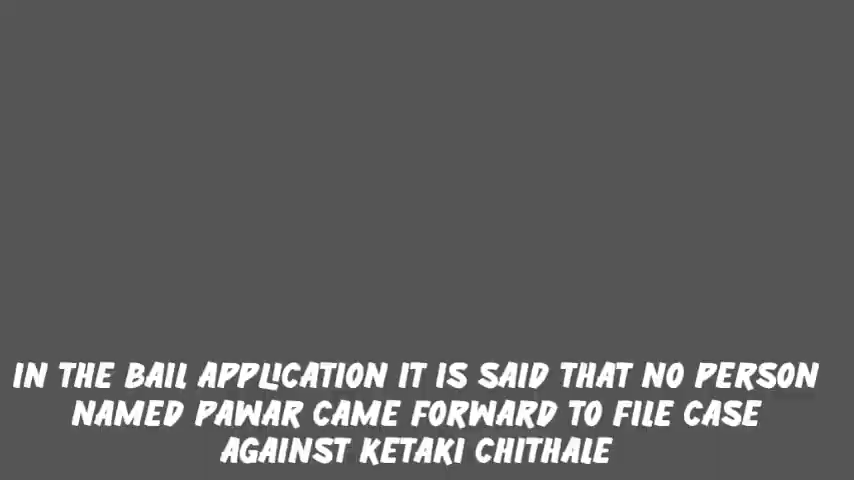 IN THE BAIL APPLICATION IT IS SAID THAT NO PERSON
NAMED PAWAR CAME FORWARD TO FILE CASE
AGAINST KETAKI CHITHALE